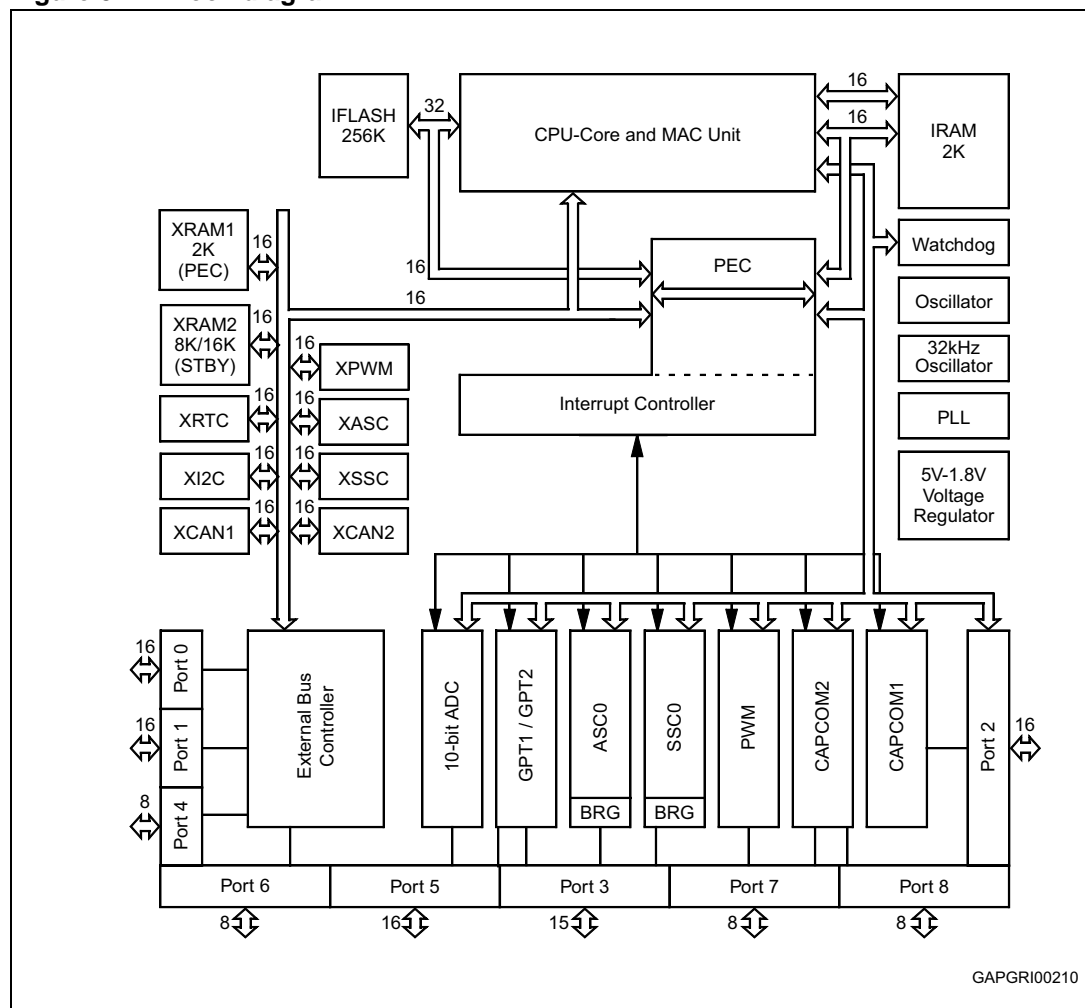 16
32
IFLASH
256K
CPU-Core and MAC Unit
16
IRAM
2K
XRAM1
2K
(PEC)
16
16
PEC
Watchdog
16
Oscillator
XRAM2
8K/16K
(STBY)
16
16
XPWM
32kHz
Oscillator
Interrupt Controller
XRTC
16
16
XASC
PLL
XI2C
16
16
XSSC
5V-1.8V
Voltage
Regulator
XCAN1
16
16
XCAN2
16
Port 0
16
Port 1
8
Port 4
External Bus
Controller
10-bit ADC
GPT1 / GPT2
ASC0
BRG
SSC0
BRG
PWM
CAPCOM2
CAPCOM1
Port 2
16
Port 6
Port 5
Port 3
Port 7
Port 8
8
16
15
8
8
GAPGRI00210